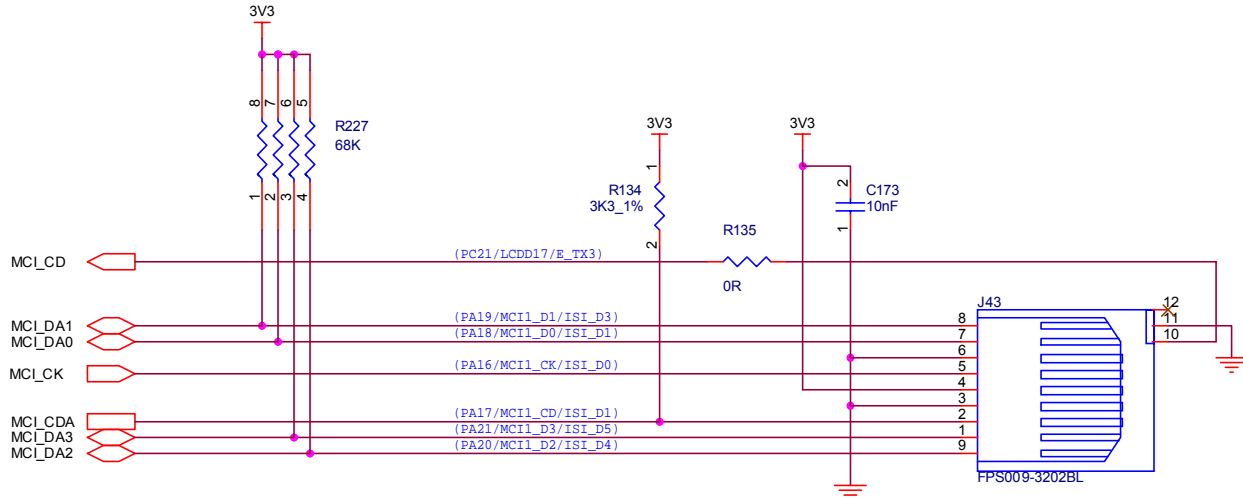 3V3
8 7 6 5
R227
68K
1 2 3 4
3V3
1
R134
3K3_1%
2
3V3
2
C173
10nF
1
R135
0R
MCI_CD
(PC21/LCDD17/E_TX3)
J43
12
11
10
MCI_DA1
(PA19/MCI1_D1/ISI_D3)
8
MCI_DA0
(PA18/MCI1_D0/ISI_D1)
7
6
MCI_CK
(PA16/MCI1_CK/ISI_D0)
5
4
3
MCI_CDA
(PA17/MCI1_CD/ISI_D1)
2
MCI_DA3
(PA21/MCI1_D3/ISI_D5)
1
MCI_DA2
(PA20/MCI1_D2/ISI_D4)
9
FPS009-3202BL